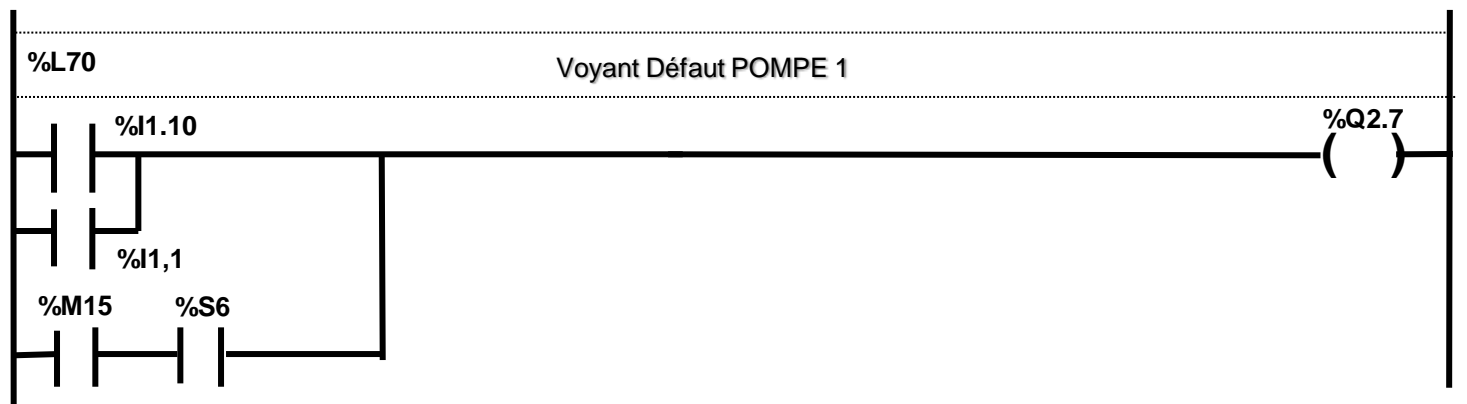 %L70
Voyant Défaut POMPE 1
%I1.10
%Q2.7
%I1,1
%M15
%S6